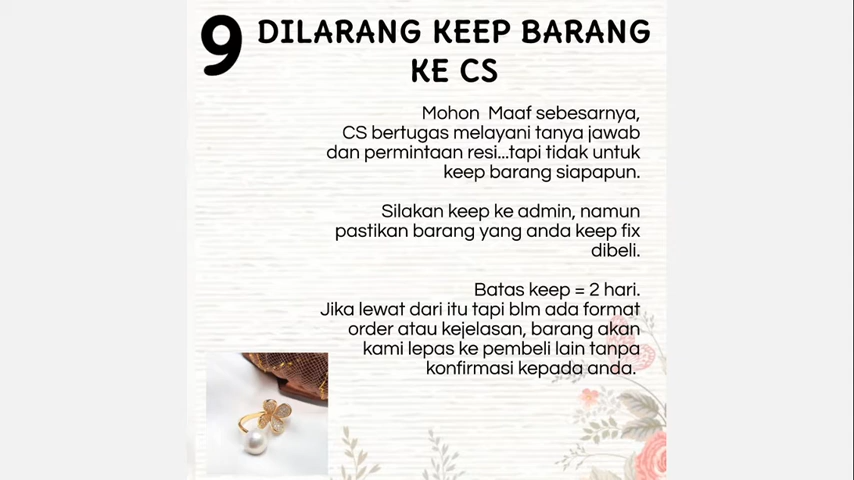 9
DILARANG KEEP BARANG
KE CS
Mohon Maaf sebesarnya,
CS bertugas melayani tanya jawab
dan permintaan resi...tapi tidak untuk
keep barang siapapun.
Silakan keep ke admin, namun
pastikan barang yang anda keep fix
dibeli.
Batas keep = 2 hari.
Jika lewat dari itu tapi blm ada format
order atau kejelasan, barang akan
kami lepas ke pembeli lain tanpa
konfirmasi kepada anda.